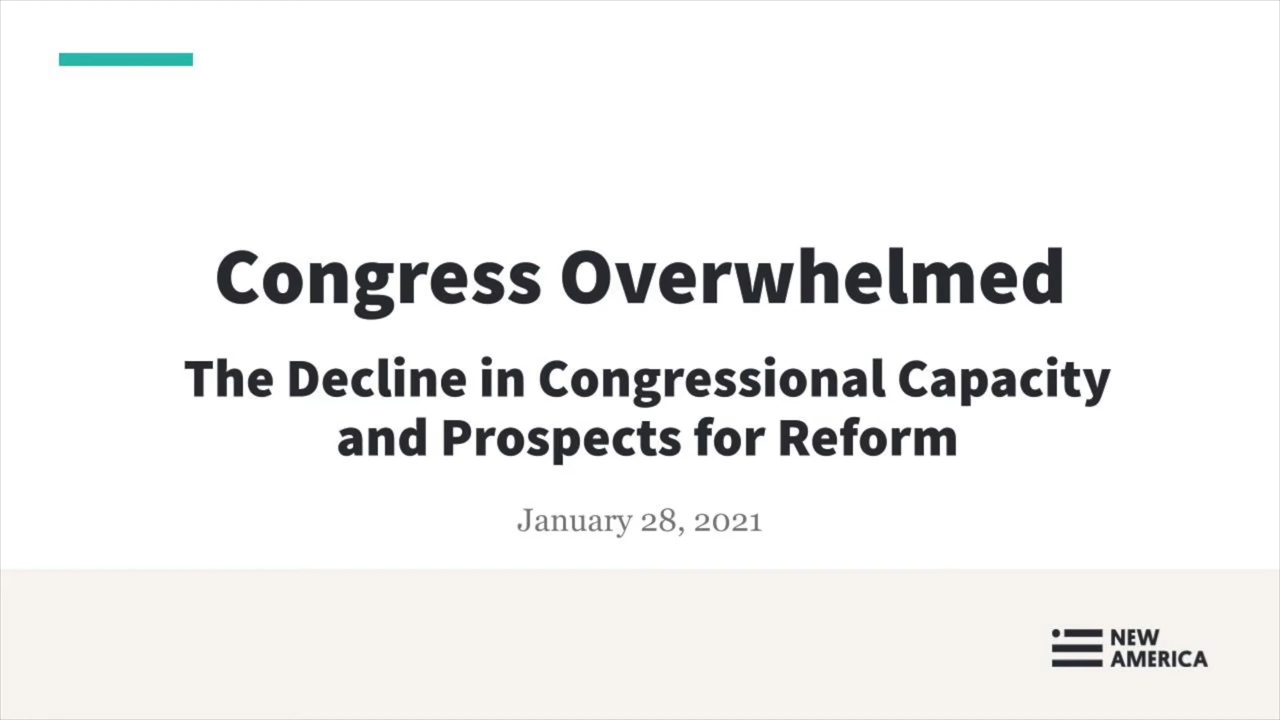 Congress Overwhelmed
The Decline in Congressional Capacity
and Prospects for Reform
January 28, 2021
NEW
AMERICA